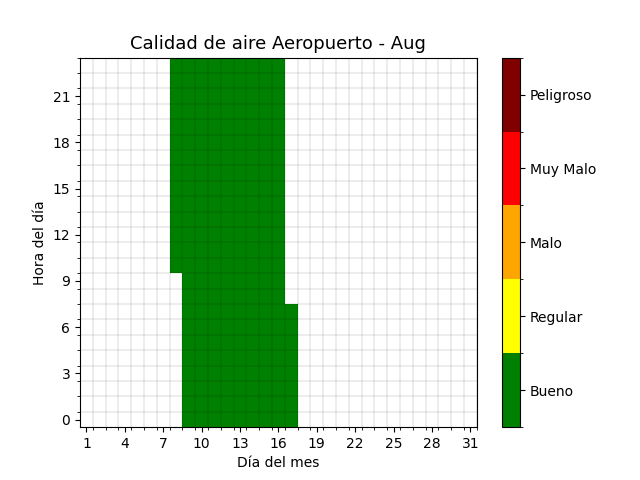 Calidad de aire Aeropuerto - Aug
Hora del día
21
18
15
12
9
6
3
0
1 4 7 10 13 16 19 22 25 28 31
Día del mes
Peligroso
Muy Malo
Malo
Regular
Bueno